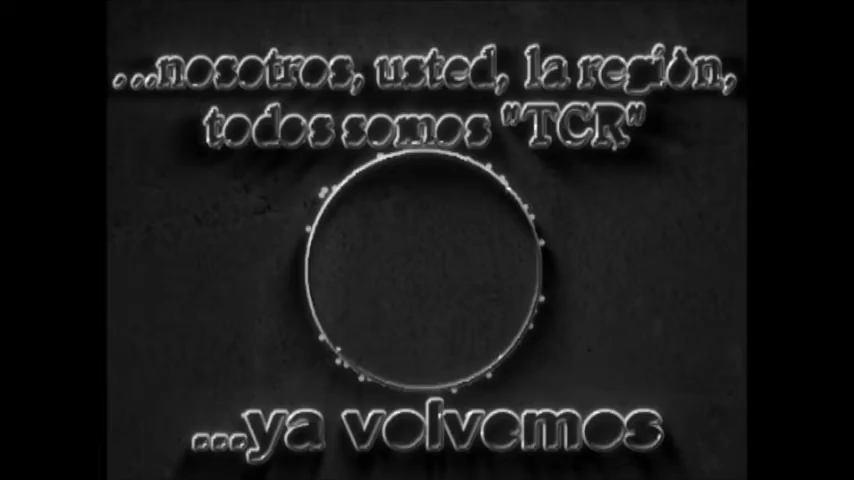 ...nosotros, usted, la región,
todos somos "TCR"
...ya volvemos